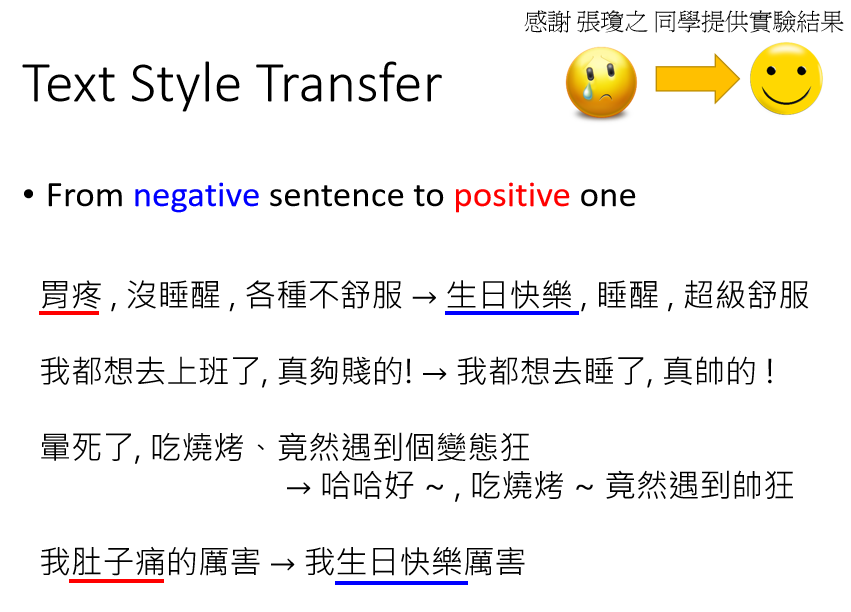 感謝 張瓊之 同學提供實驗結果
Text Style Transfer
• From negative sentence to positive one
胃疼 , 沒睡醒 , 各種不舒服 → 生日快樂 , 睡醒 , 超級舒服
我都想去上班了, 真夠賤的! → 我都想去睡了, 真帥的 !
暈死了, 吃燒烤、竟然遇到個變態狂
→ 哈哈好 ~ , 吃燒烤 ~ 竟然遇到帥狂
我肚子痛的厲害 → 我生日快樂厲害